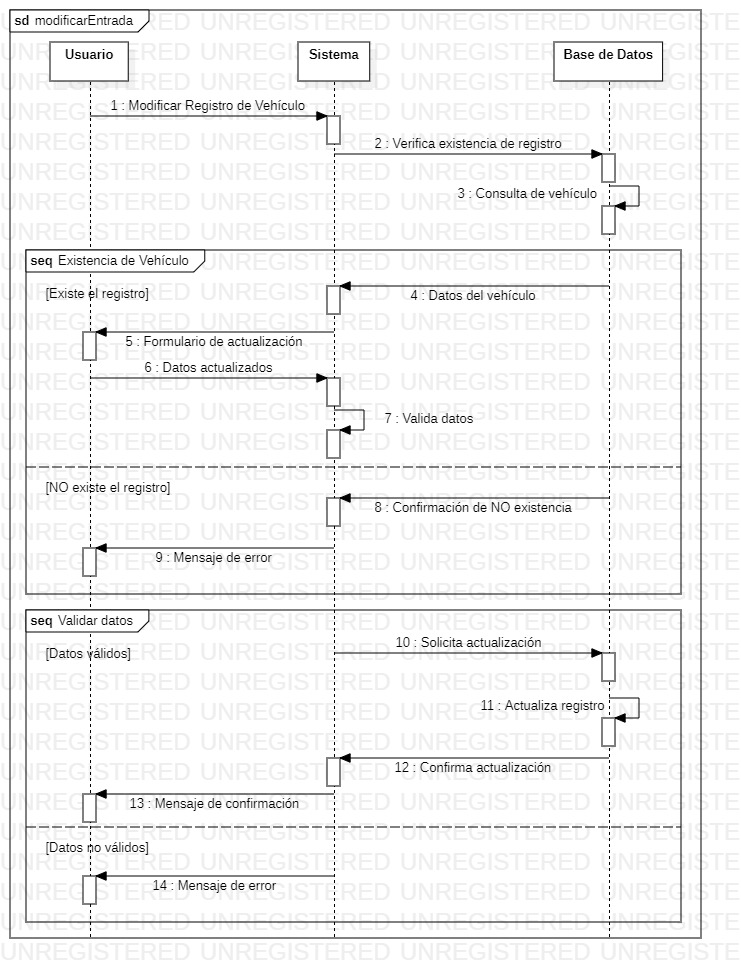 sd modificarEntrada
Usuario
Sistema
Base de Datos
1 : Modificar Registro de Vehículo
2 : Verifica existencia de registro
3 : Consulta de vehículo
seq Existencia de Vehículo
[Existe el registro]
4 : Datos del vehículo
5 : Formulario de actualización
6 : Datos actualizados
7 : Valida datos
[NO existe el registro]
8 : Confirmación de NO existencia
9 : Mensaje de error
seq Validar datos
[Datos válidos]
10 : Solicita actualización
11 : Actualiza registro
12 : Confirma actualización
13 : Mensaje de confirmación
[Datos no válidos]
14 : Mensaje de error
UNREGISTERED UNREGISTERED UNREGISTERED UNREGISTE